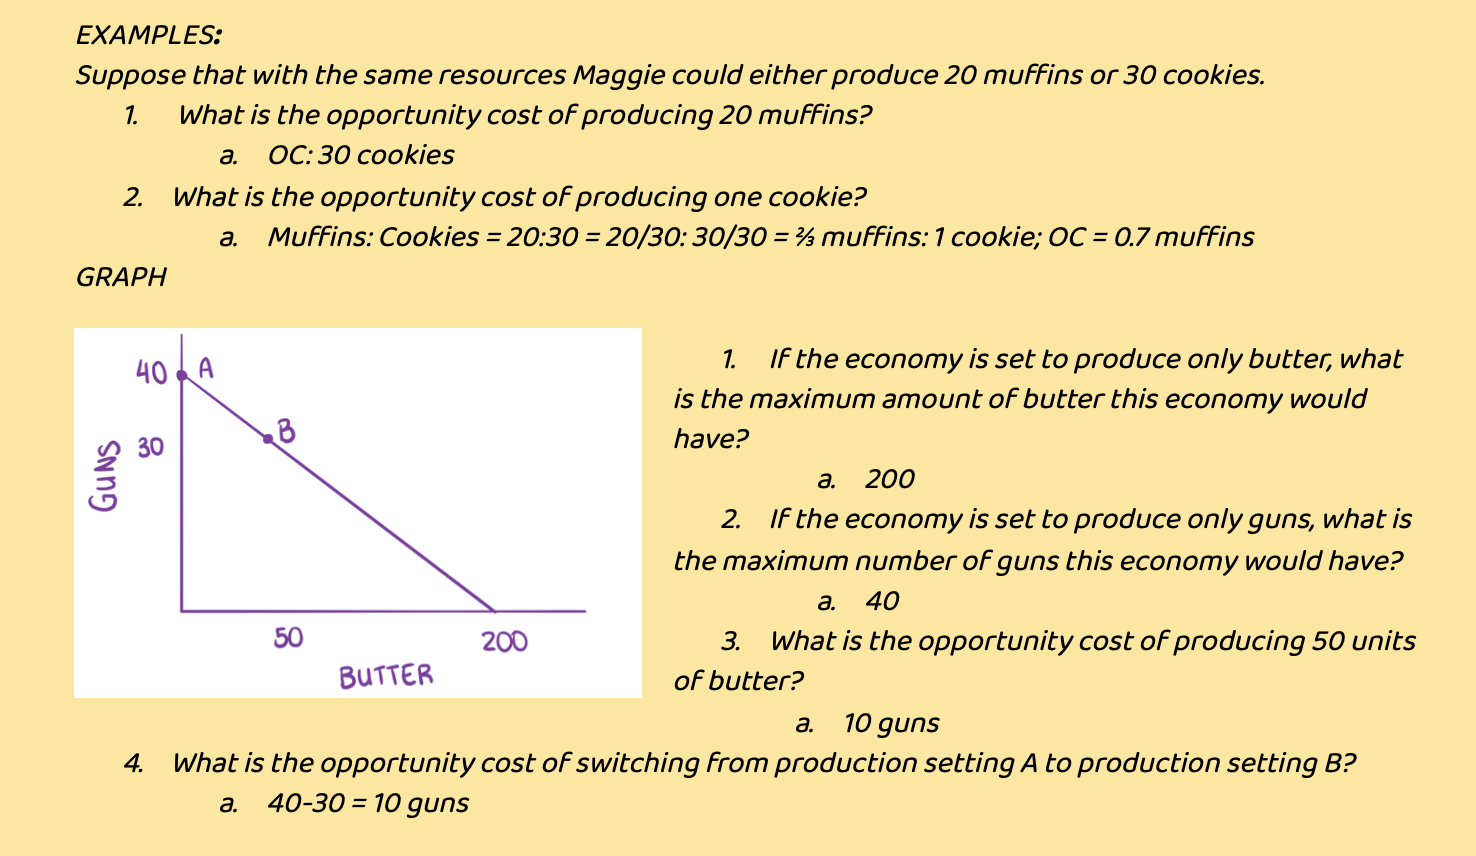 EXAMPLES:
Suppose that with the same resources Maggie could either produce 20 muffins or 30 cookies.
1. What is the opportunity cost of producing 20 muffins?
a. OC: 30 cookies
2. What is the opportunity cost of producing one cookie?
a. Muffins: Cookies = 20:30 = 20/30: 30/30 = ⅔ muffins: 1 cookie; OC = 0.7 muffins
GRAPH
40 A
B
30
GUNS
50 200
BUTTER
1. If the economy is set to produce only butter, what
is the maximum amount of butter this economy would
have?
a. 200
2. If the economy is set to produce only guns, what is
the maximum number of guns this economy would have?
a. 40
3. What is the opportunity cost of producing 50 units
of butter?
a. 10 guns
4. What is the opportunity cost of switching from production setting A to production setting B?
a. 40-30 = 10 guns